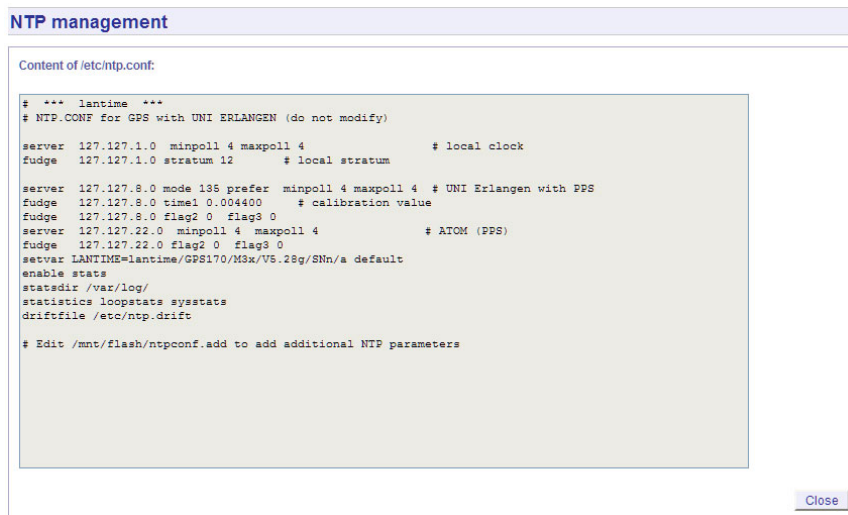 NTP management
Content of /etc/ntp.conf:
# *** lantime ***
# NTP.CONF for GPS with UNI ERLANGEN (do not modify)
server 127.127.1.0 minpoll 4 maxpoll 4 # local clock
fudge 127.127.1.0 stratum 12 # local stratum
server 127.127.8.0 mode 135 prefer minpoll 4 maxpoll 4 # UNI Erlangen with PPS
fudge 127.127.8.0 time1 0.004400 # calibration value
fudge 127.127.8.0 flag2 0 flag3 0
server 127.127.22.0 minpoll 4 maxpoll 4 # ATOM (PPS)
fudge 127.127.22.0 flag2 0 flag3 0
setvar LANTIME=lantime/GPS170/M3x/V5.28g/SNn/a default
enable stats
statsdir /var/log/
statistics loopstats sysstats
driftfile /etc/ntp.drift
# Edit /mnt/flash/ntpconf.add to add additional NTP parameters
Close